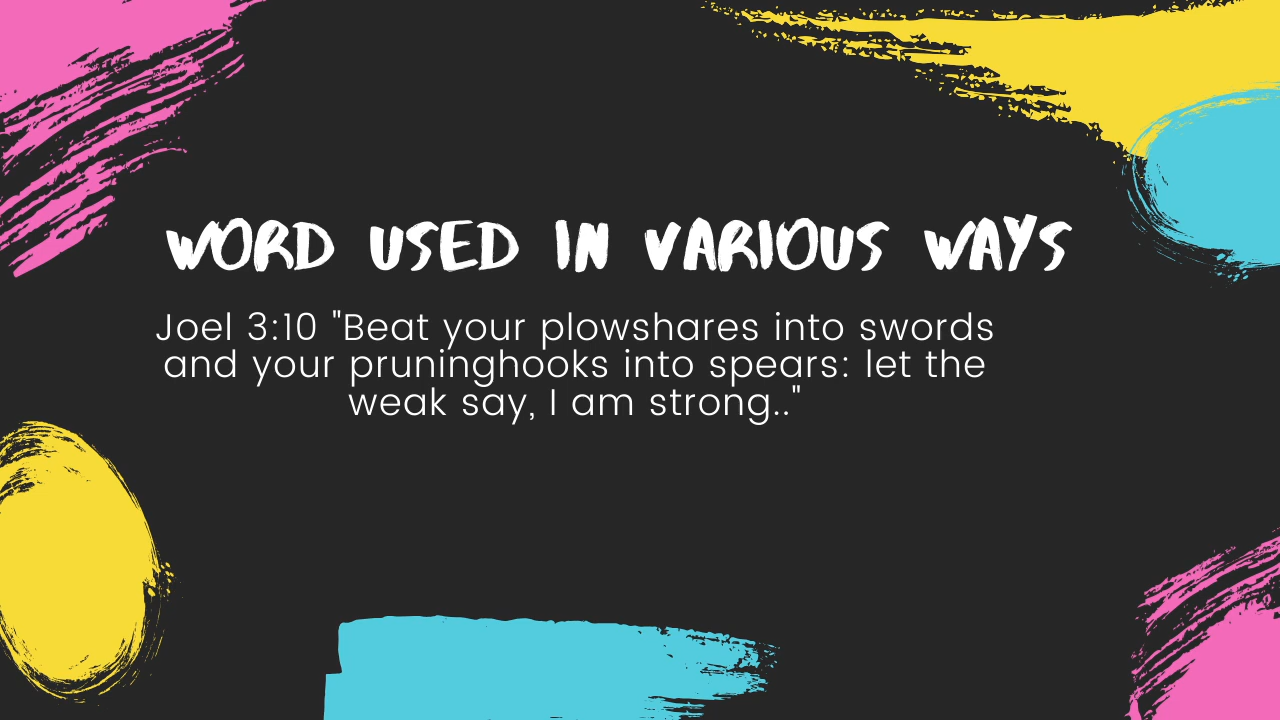 WORD USED IN VARIOUS WAYS
Joel 3:10 "Beat your plowshares into swords
and your pruninghooks into spears: let the
weak say, I am strong.."